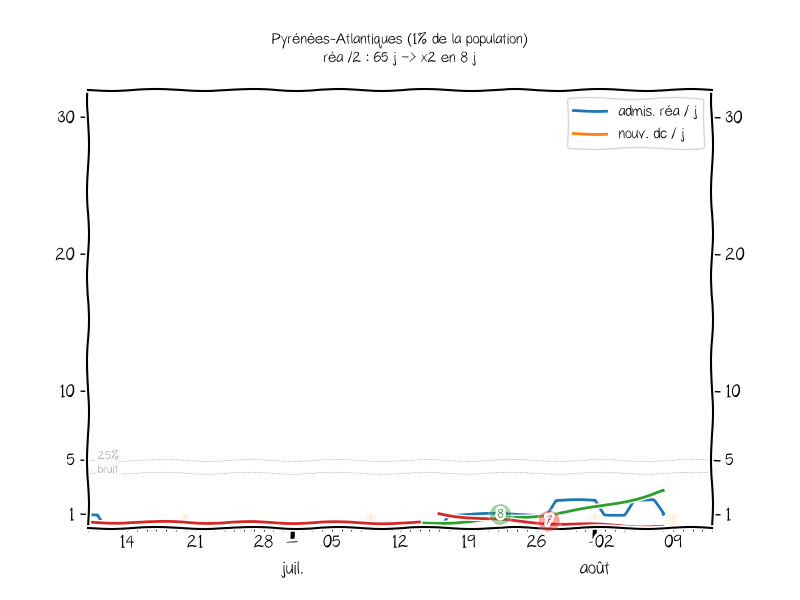 Pyrénées-Atlantiques (1% de la population)
réa /2 : 65 j -> x2 en 8 j
admis. réa / j
nouv. dc / j
30 30
20 20
10 10
5 5
25%
bruit
1 1
8 7
14 21 28 05 12 19 26 02 09
juil. août